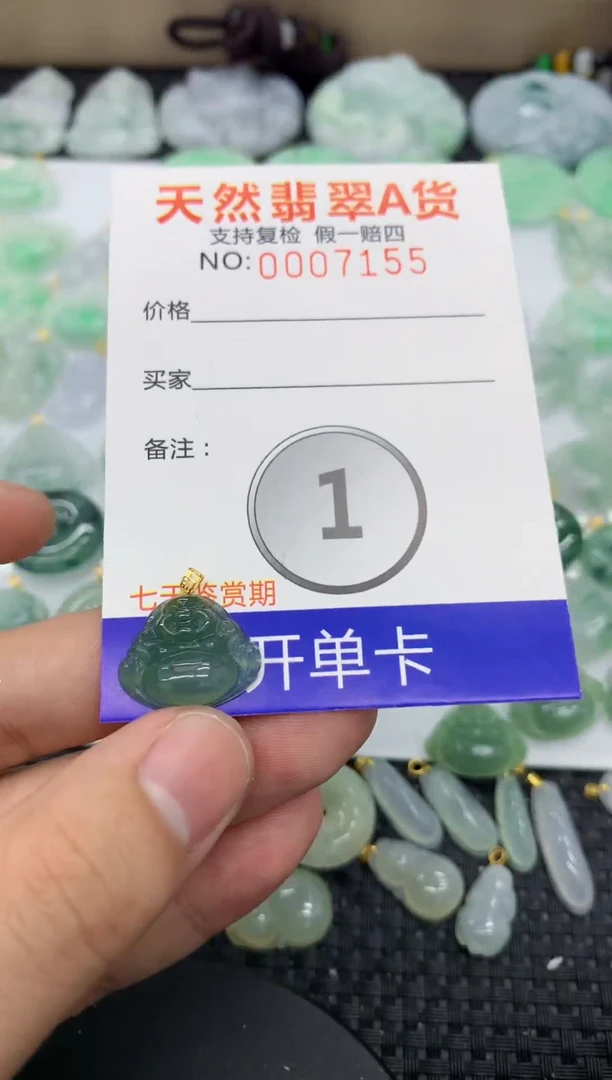 天然翡翠A货
支持复检 假一赔四
NO:0007155
价格
买家
备注：
1
七天鉴赏期
开单卡